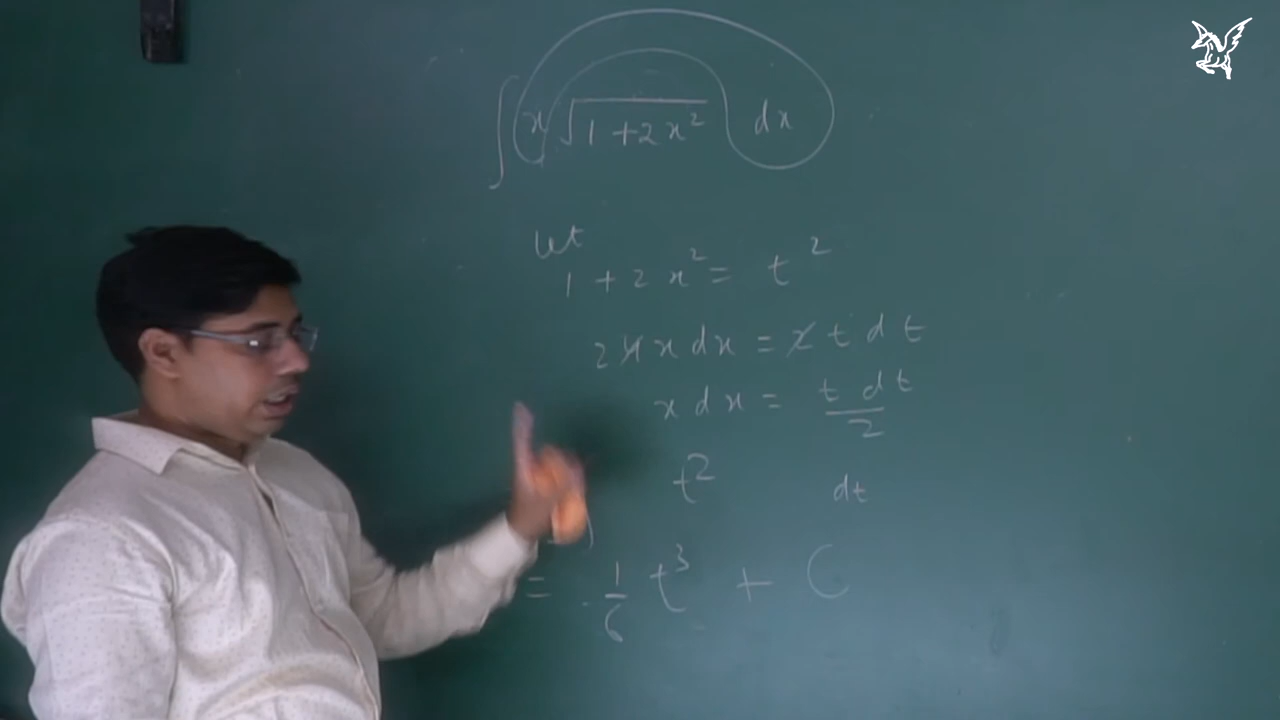 ∫ x √(1 + 2x²) dx
let
1 + 2x² = t²
2 4 x dx = 2 t dt
x dx = t dt / 2
t² dt
= 1/6 t³ + C